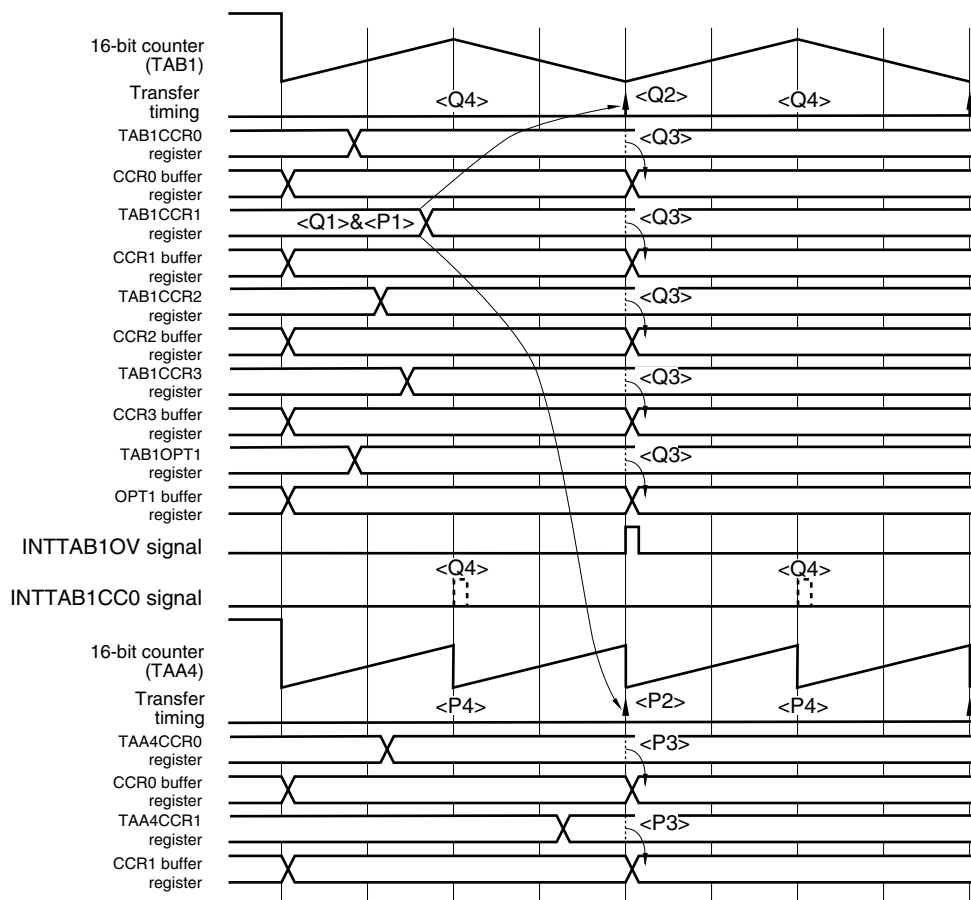 16-bit counter
(TAB1)
Transfer
timing
<Q4>
<Q2>
<Q4>
TAB1CCR0
register
<Q3>
CCR0 buffer
register
TAB1CCR1
register
<Q1>&<P1>
<Q3>
CCR1 buffer
register
TAB1CCR2
register
<Q3>
CCR2 buffer
register
TAB1CCR3
register
<Q3>
CCR3 buffer
register
TAB1OPT1
register
<Q3>
OPT1 buffer
register
INTTAB1OV signal
<Q4>
<Q4>
INTTAB1CC0 signal
16-bit counter
(TAA4)
Transfer
timing
<P4>
<P2>
<P4>
TAA4CCR0
register
<P3>
CCR0 buffer
register
TAA4CCR1
register
<P3>
CCR1 buffer
register